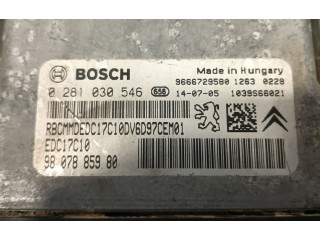 BOSCH
Made in Hungary
9666729580 1263 0228
0 281 030 546 656 14-07-05 1039S66021
RBCMMDEDC17C10DV6D97CEM01
EDC17C10
98 078 859 80